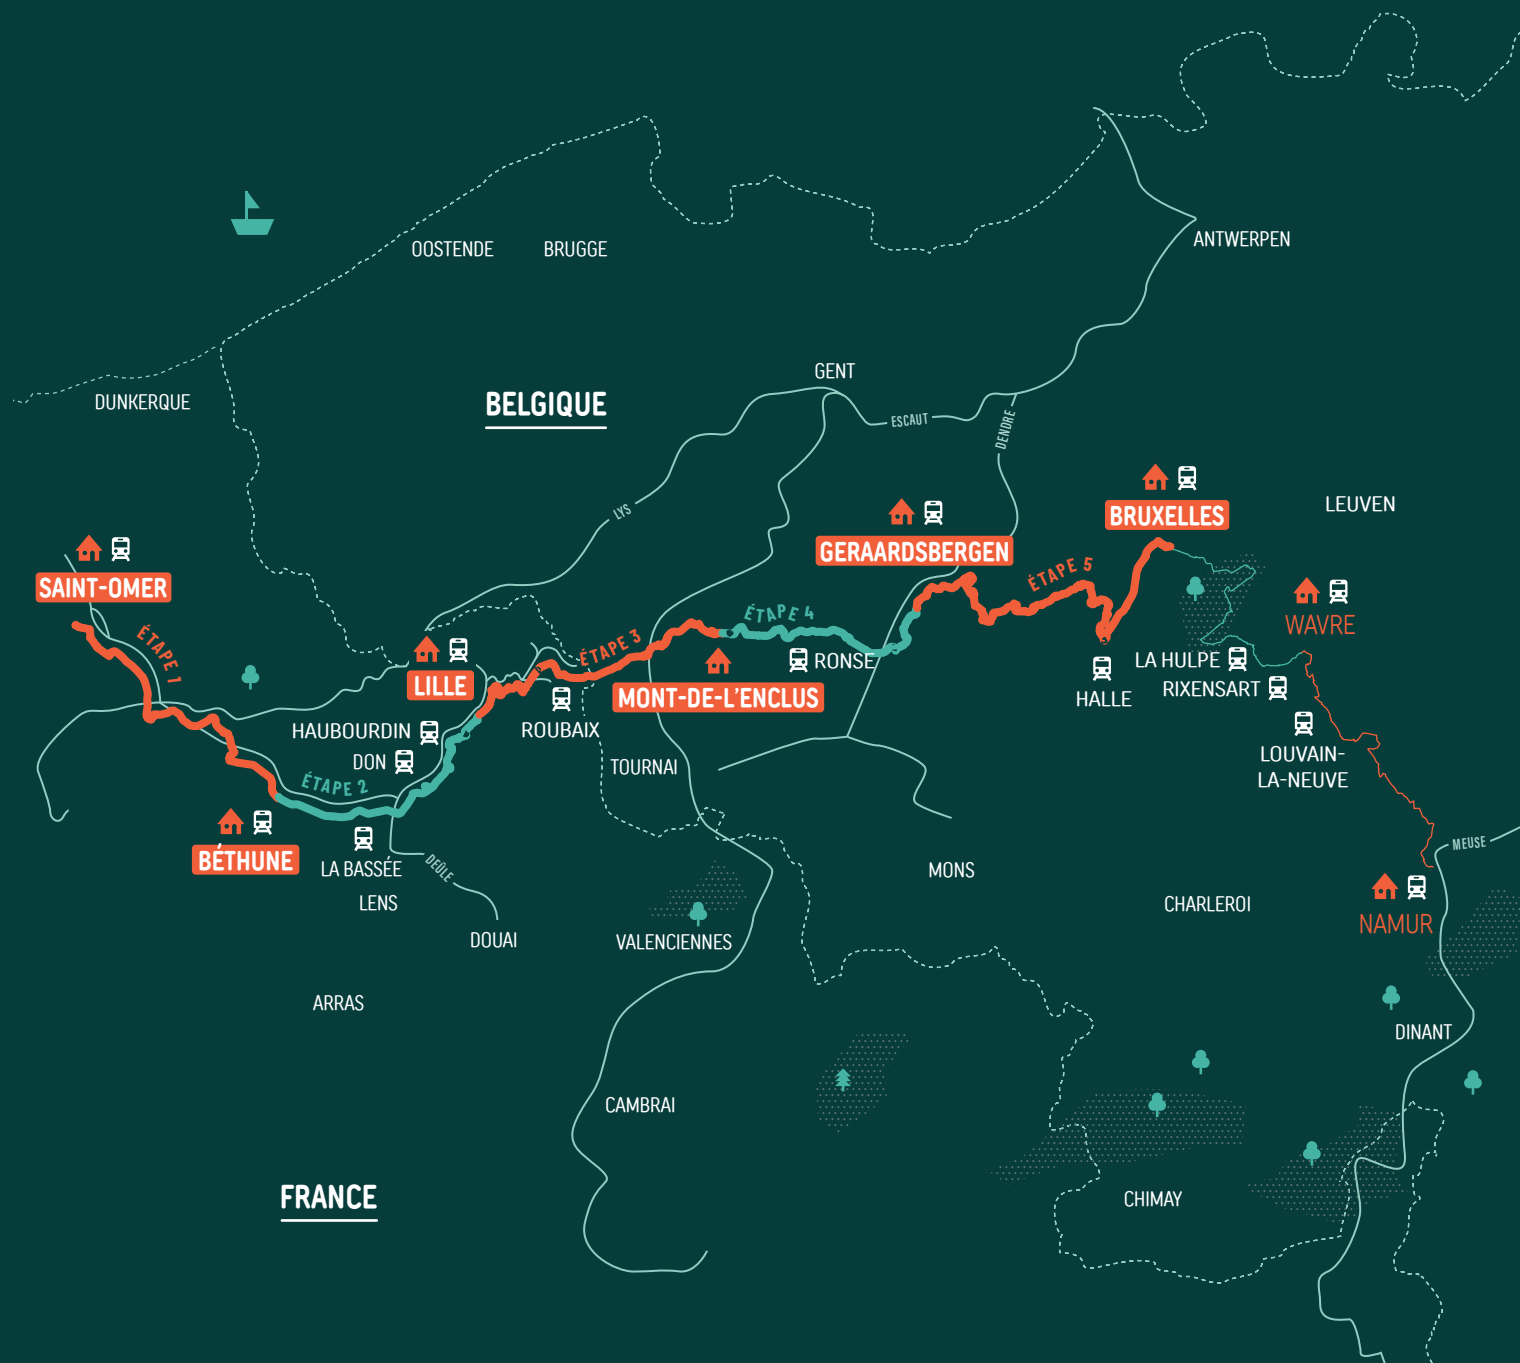 ANTWERPEN
OOSTENDE
BRUGGE
GENT
DUNKERQUE
BELGIQUE
ESCAUT
DENDRE
LYS
BRUXELLES
LEUVEN
GERAARDSBERGEN
SAINT-OMER
ÉTAPE 5
ÉTAPE 4
WAVRE
ÉTAPE 1
ÉTAPE 3
RONSE
LA HULPE
LILLE
RIXENSART
MONT-DE-L'ENCLUS
HALLE
HAUBOURDIN
ROUBAIX
DON
TOURNAI
LOUVAIN-
LA-NEUVE
ÉTAPE 2
MEUSE
BÉTHUNE
LA BASSÉE
DEÛLE
MONS
LENS
CHARLEROI
NAMUR
DOUAI
VALENCIENNES
ARRAS
DINANT
CAMBRAI
FRANCE
CHIMAY